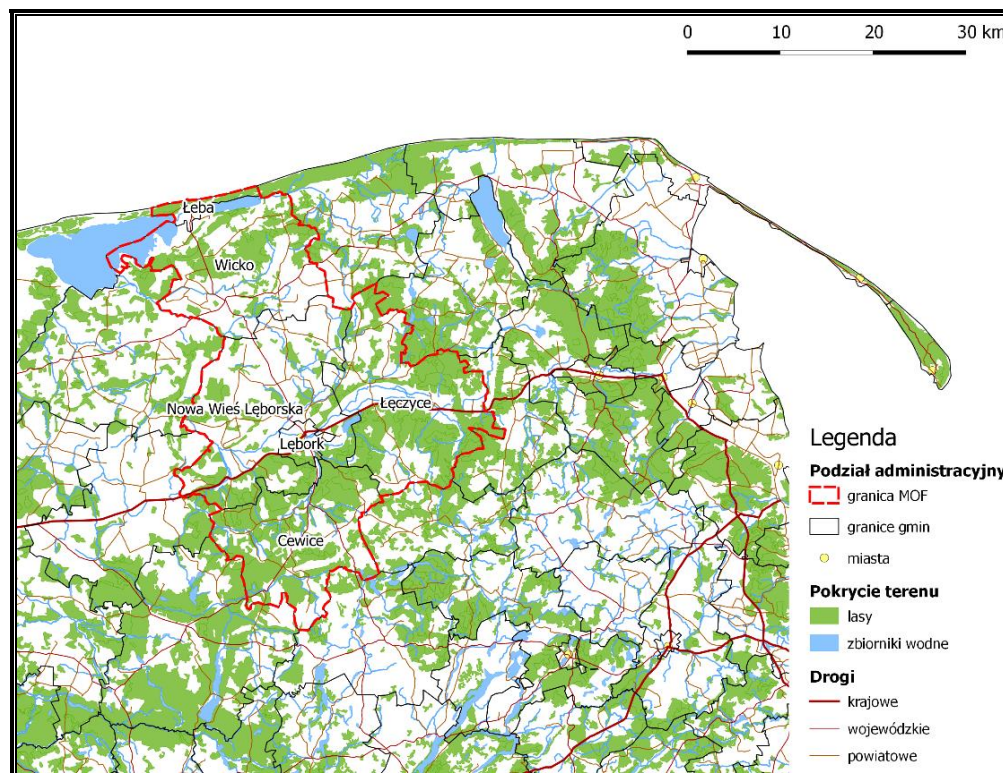 0 10 20 30 km
Łeba
Wicko
Nowa Wieś Lęborska
Łęczyce
Lębork
Cewice
Legenda
Podział administracyjny
granica MOF
granice gmin
miasta
Pokrycie terenu
lasy
zbiorniki wodne
Drogi
krajowe
wojewódzkie
powiatowe